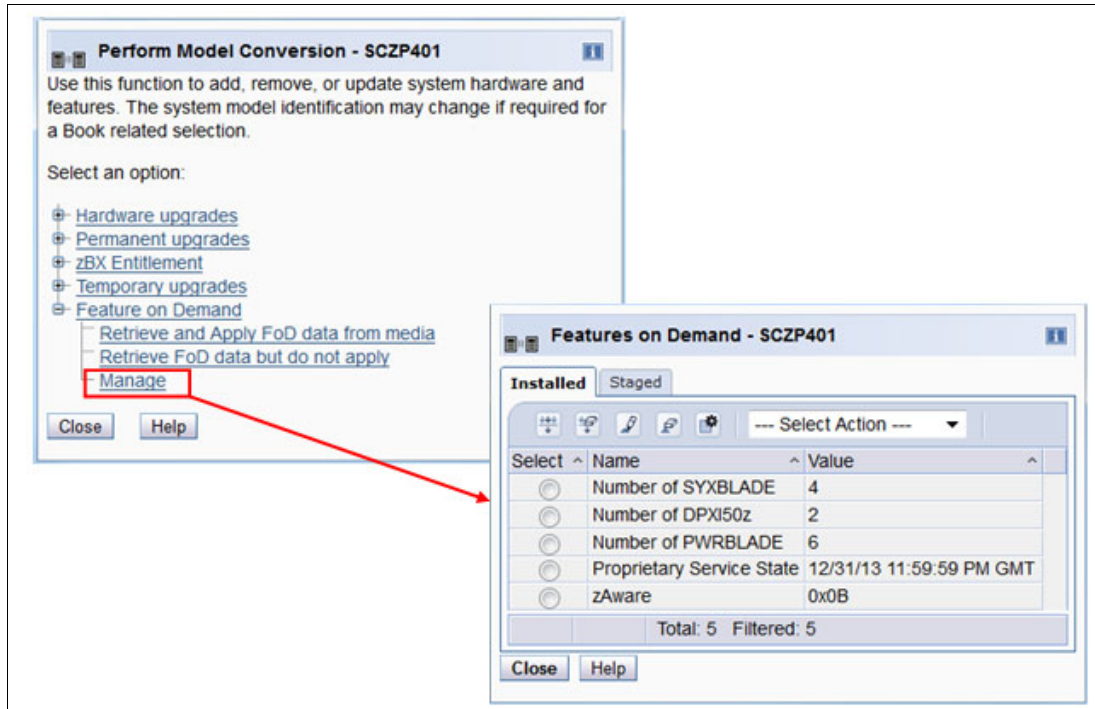 Perform Model Conversion - SCZP401
Use this function to add, remove, or update system hardware and
features. The system model identification may change if required for
a Book related selection.
Select an option:
Hardware upgrades
Permanent upgrades
zBX Entitlement
Temporary upgrades
Feature on Demand
Retrieve and Apply FoD data from media
Retrieve FoD data but do not apply
Manage
Close Help
Features on Demand - SCZP401
Installed Staged
--- Select Action ---
Select Name Value
Number of SYXBLADE 4
Number of DPXI50z 2
Number of PWRBLADE 6
Proprietary Service State 12/31/13 11:59:59 PM GMT
zAware 0x0B
Total: 5 Filtered: 5
Close Help